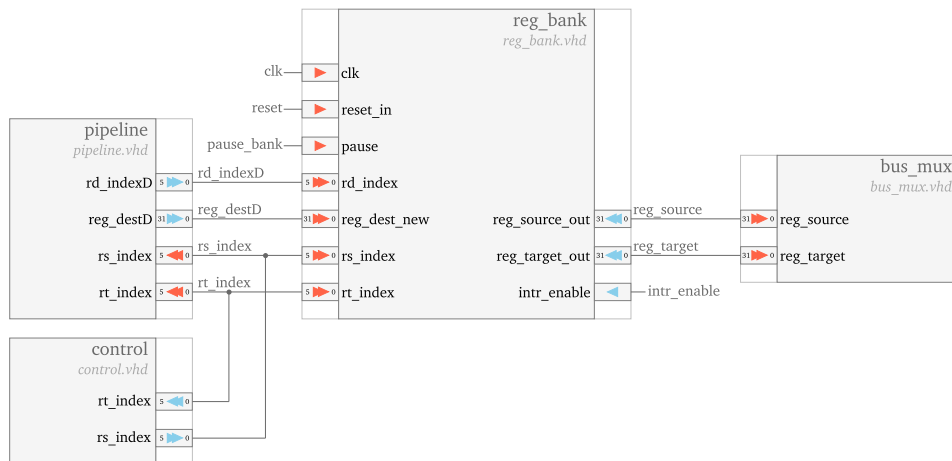 reg_bank
reg_bank.vhd
clk
clk
reset
reset_in
pause_bank
pause
pipeline
pipeline.vhd
rd_indexD
5 0
rd_indexD
5 0
rd_index
reg_destD
31 0
reg_destD
31 0
reg_dest_new
rs_index
5 0
rs_index
5 0
rs_index
rt_index
5 0
rt_index
5 0
rt_index
reg_source_out
31 0
reg_source
reg_target_out
31 0
reg_target
intr_enable
intr_enable
bus_mux
bus_mux.vhd
31 0
reg_source
31 0
reg_target
control
control.vhd
rt_index
5 0
rs_index
5 0